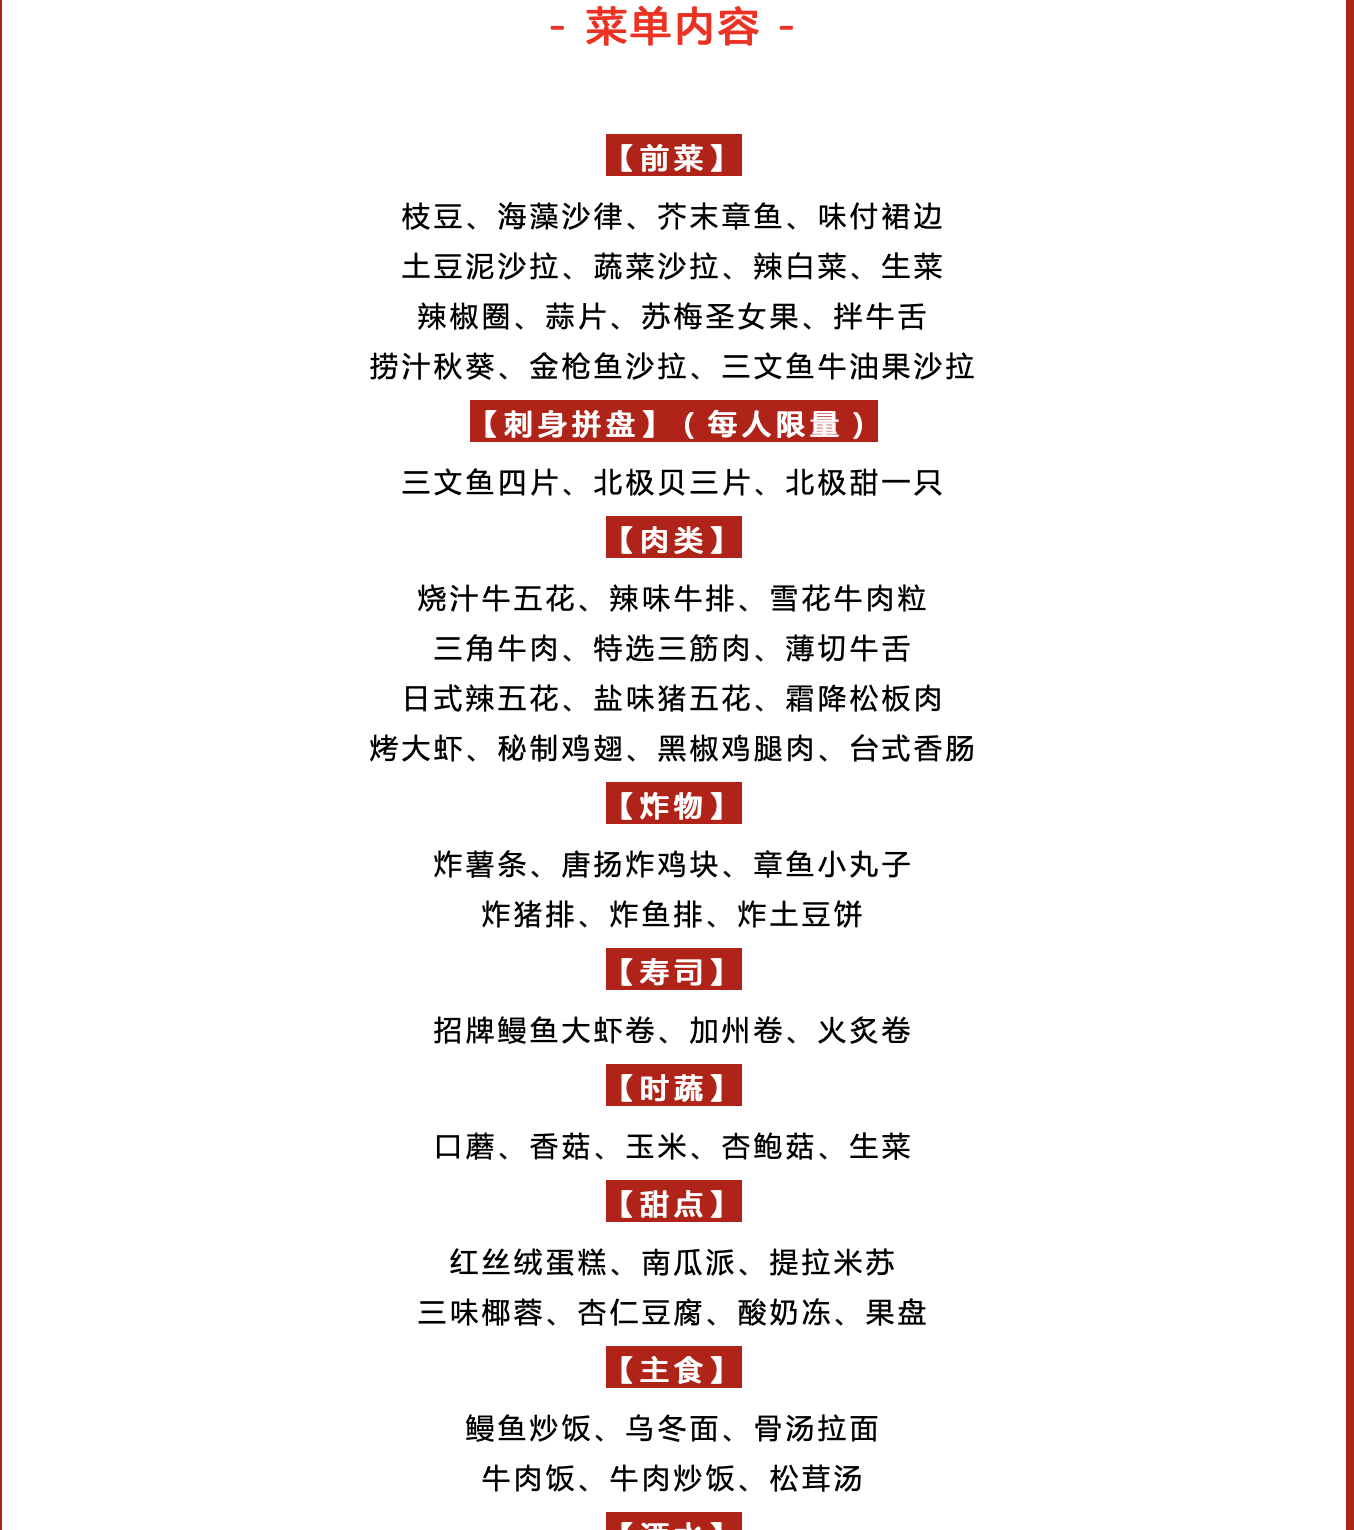 - 菜单内容 -
【前菜】
枝豆、海藻沙律、芥末章鱼、味付裙边
土豆泥沙拉、蔬菜沙拉、辣白菜、生菜
辣椒圈、蒜片、苏梅圣女果、拌牛舌
捞汁秋葵、金枪鱼沙拉、三文鱼牛油果沙拉
【刺身拼盘】（每人限量）
三文鱼四片、北极贝三片、北极甜一只
【肉类】
烧汁牛五花、辣味牛排、雪花牛肉粒
三角牛肉、特选三筋肉、薄切牛舌
日式辣五花、盐味猪五花、霜降松板肉
烤大虾、秘制鸡翅、黑椒鸡腿肉、台式香肠
【炸物】
炸薯条、唐扬炸鸡块、章鱼小丸子
炸猪排、炸鱼排、炸土豆饼
【寿司】
招牌鳗鱼大虾卷、加州卷、火炙卷
【时蔬】
口蘑、香菇、玉米、杏鲍菇、生菜
【甜点】
红丝绒蛋糕、南瓜派、提拉米苏
三味椰蓉、杏仁豆腐、酸奶冻、果盘
【主食】
鳗鱼炒饭、乌冬面、骨汤拉面
牛肉饭、牛肉炒饭、松茸汤
【酒水】